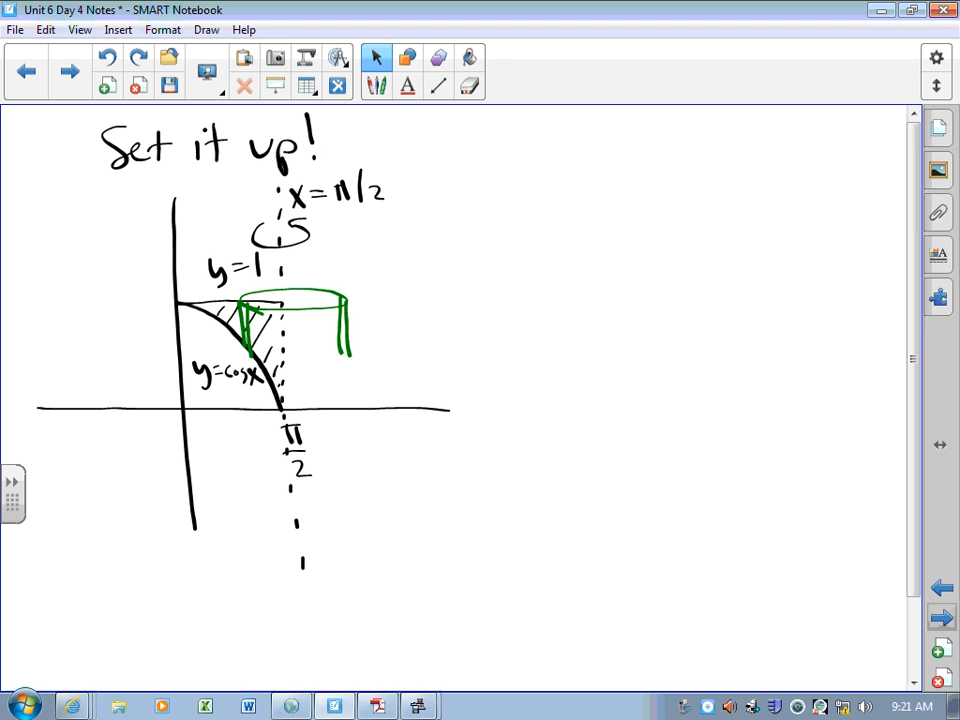 Unit 6 Day 4 Notes * - SMART Notebook
File Edit View Insert Format Draw Help
Set it up!
x = π/2
y = 1
y = cos x
π
2
9:21 AM